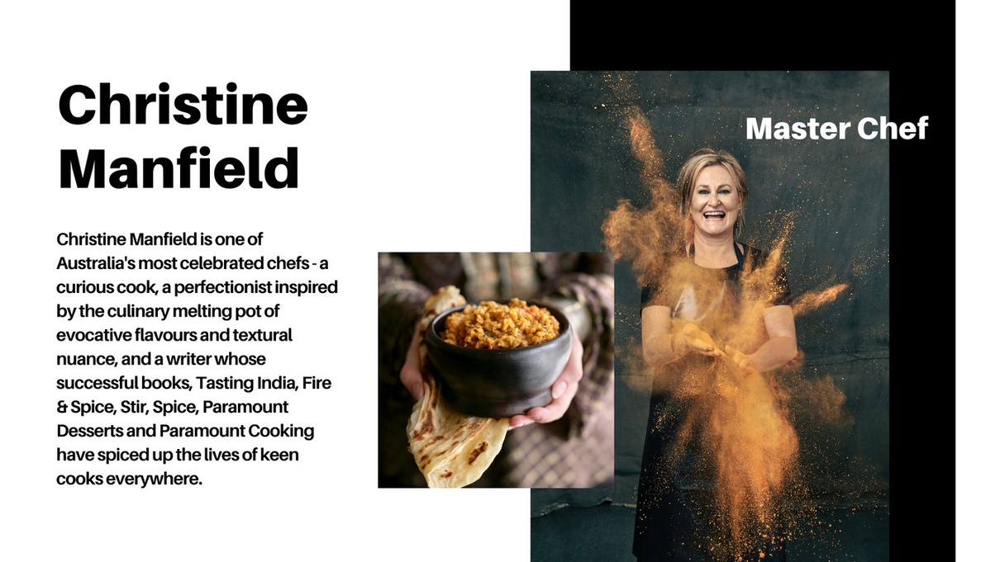 Christine
Manfield
Master Chef
Christine Manfield is one of
Australia's most celebrated chefs - a
curious cook, a perfectionist inspired
by the culinary melting pot of
evocative flavours and textural
nuance, and a writer whose
successful books, Tasting India, Fire
& Spice, Stir, Spice, Paramount
Desserts and Paramount Cooking
have spiced up the lives of keen
cooks everywhere.